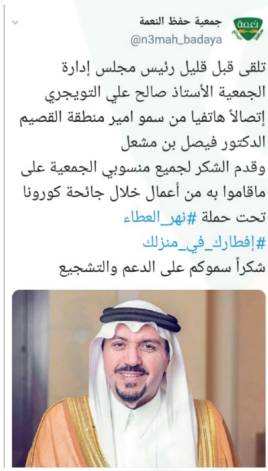 جمعية حفظ النعمة
@n3mah_badaya
نعمة
تلقى قبل قليل رئيس مجلس إدارة
الجمعية الأستاذ صالح علي التويجري
إتصالاً هاتفيا من سمو امير منطقة القصيم
الدكتور فيصل بن مشعل
وقدم الشكر لجميع منسوبي الجمعية على
ماقاموا به من أعمال خلال جائحة كورونا
تحت حملة #نهر_العطاء
#إفطارك_في_منزلك
شكراً سموكم على الدعم والتشجيع